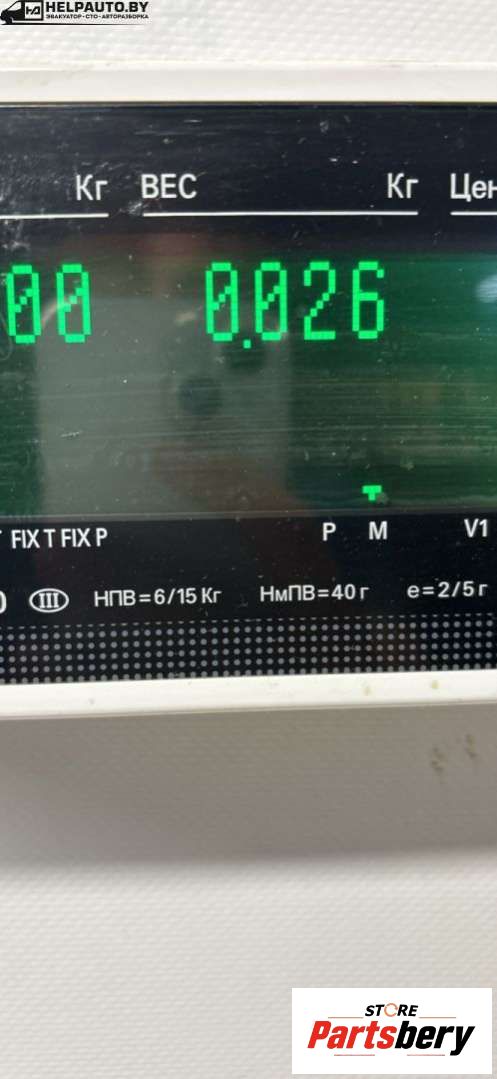 HELPAUTO.BY
ЭВАКУАТОР·СТО·АВТОРАЗБОРКА
Кг ВЕС Кг Цен
00 0.026
FIX T FIX P P M V1
III НПВ=6/15 Кг НмПВ=40 г e=2/5 г
STORE
Partsbery